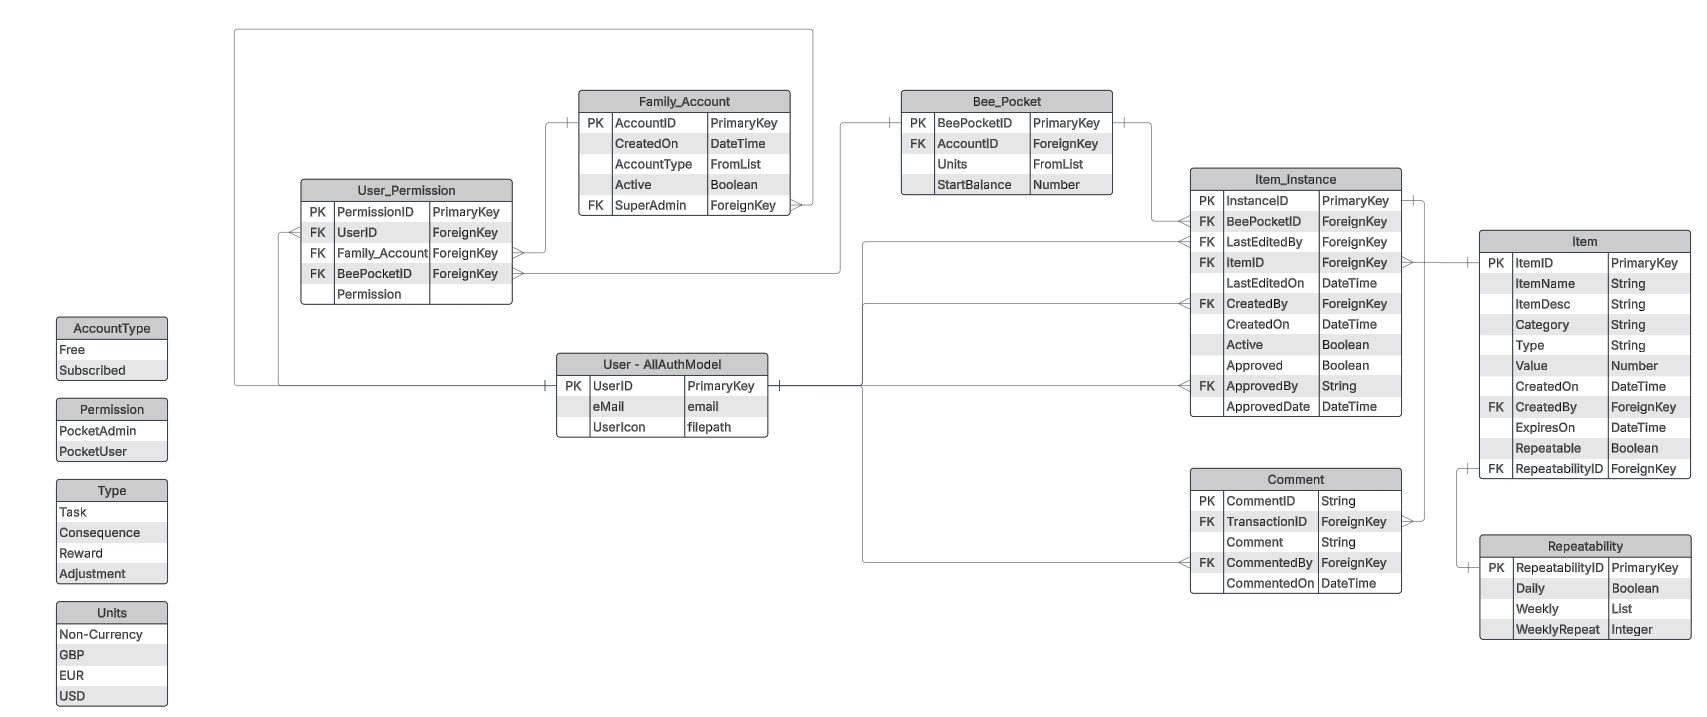 Family_Account
PK AccountID PrimaryKey
CreatedOn DateTime
AccountType FromList
Active Boolean
FK SuperAdmin ForeignKey
Bee_Pocket
PK BeePocketID PrimaryKey
FK AccountID ForeignKey
Units FromList
StartBalance Number
User_Permission
PK PermissionID PrimaryKey
FK UserID ForeignKey
FK Family_Account ForeignKey
FK BeePocketID ForeignKey
Permission
Item_Instance
PK InstanceID PrimaryKey
FK BeePocketID ForeignKey
FK LastEditedBy ForeignKey
FK ItemID ForeignKey
LastEditedOn DateTime
FK CreatedBy ForeignKey
CreatedOn DateTime
Active Boolean
Approved Boolean
FK ApprovedBy String
ApprovedDate DateTime
Item
PK ItemID PrimaryKey
ItemName String
ItemDesc String
Category String
Type String
Value Number
CreatedOn DateTime
FK CreatedBy ForeignKey
ExpiresOn DateTime
Repeatable Boolean
FK RepeatabilityID ForeignKey
User - AllAuthModel
PK UserID PrimaryKey
eMail email
UserIcon filepath
Comment
PK CommentID String
FK TransactionID ForeignKey
Comment String
FK CommentedBy ForeignKey
CommentedOn DateTime
Repeatability
PK RepeatabilityID PrimaryKey
Daily Boolean
Weekly List
WeeklyRepeat Integer
AccountType
Free
Subscribed
Permission
PocketAdmin
PocketUser
Type
Task
Consequence
Reward
Adjustment
Units
Non-Currency
GBP
EUR
USD